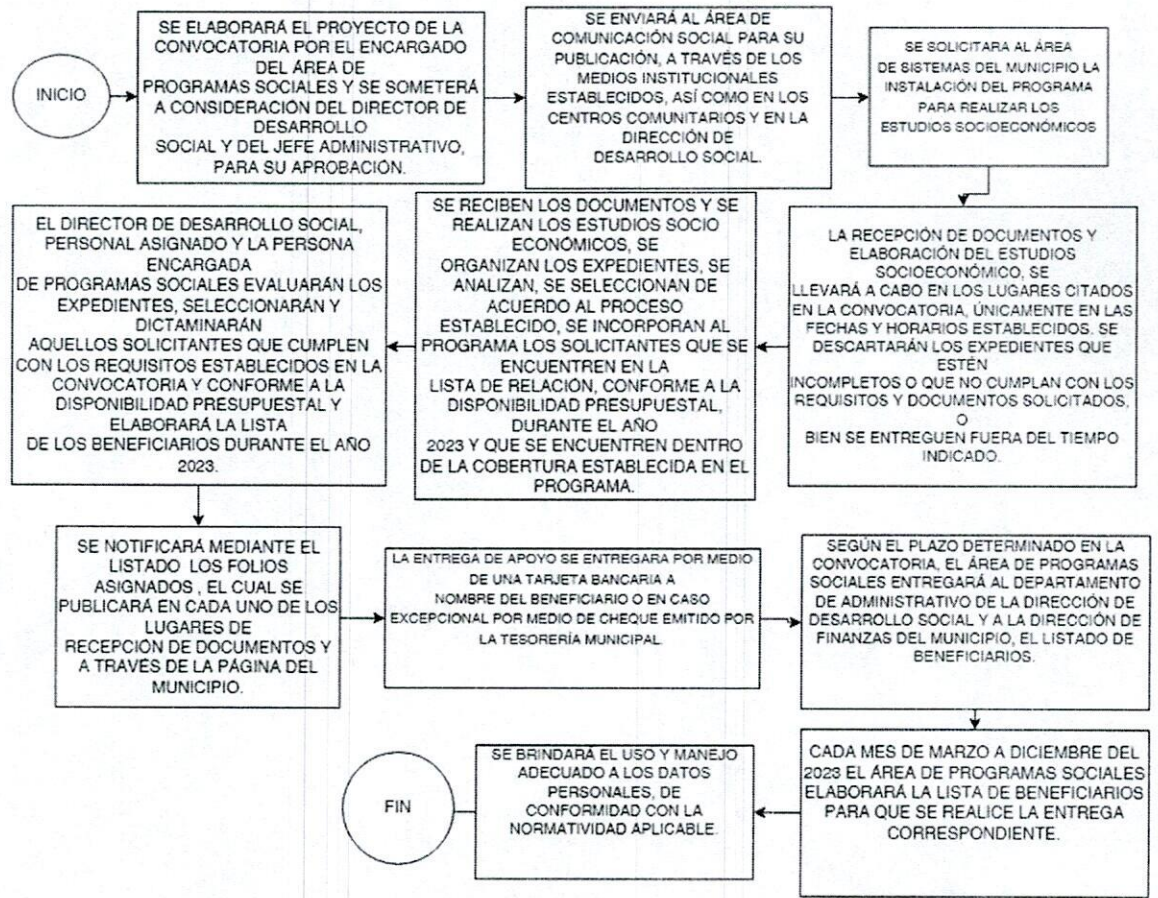 INICIO
SE ELABORARÁ EL PROYECTO DE LA
CONVOCATORIA POR EL ENCARGADO
DEL ÁREA DE
PROGRAMAS SOCIALES Y SE SOMETERÁ
A CONSIDERACIÓN DEL DIRECTOR DE
DESARROLLO
SOCIAL Y DEL JEFE ADMINISTRATIVO,
PARA SU APROBACIÓN.
SE ENVIARÁ AL ÁREA DE
COMUNICACIÓN SOCIAL PARA SU
PUBLICACIÓN, A TRAVÉS DE LOS
MEDIOS INSTITUCIONALES
ESTABLECIDOS, ASÍ COMO EN LOS
CENTROS COMUNITARIOS Y EN LA
DIRECCIÓN DE
DESARROLLO SOCIAL.
SE SOLICITARA AL ÁREA
DE SISTEMAS DEL MUNICIPIO LA
INSTALACIÓN DEL PROGRAMA
PARA REALIZAR LOS
ESTUDIOS SOCIOECONÓMICOS
LA RECEPCIÓN DE DOCUMENTOS Y
ELABORACIÓN DEL ESTUDIOS
SOCIOECONÓMICO, SE
LLEVARÁ A CABO EN LOS LUGARES CITADOS
EN LA CONVOCATORIA, ÚNICAMENTE EN LAS
FECHAS Y HORARIOS ESTABLECIDOS. SE
DESCARTARÁN LOS EXPEDIENTES QUE
ESTÉN
INCOMPLETOS O QUE NO CUMPLAN CON LOS
REQUISITOS Y DOCUMENTOS SOLICITADOS,
O
BIEN SE ENTREGUEN FUERA DEL TIEMPO
INDICADO.
SE RECIBEN LOS DOCUMENTOS Y SE
REALIZAN LOS ESTUDIOS SOCIO
ECONÓMICOS, SE
ORGANIZAN LOS EXPEDIENTES, SE
ANALIZAN, SE SELECCIONAN DE
ACUERDO AL PROCESO
ESTABLECIDO, SE INCORPORAN AL
PROGRAMA LOS SOLICITANTES QUE SE
ENCUENTREN EN LA
LISTA DE RELACIÓN, CONFORME A LA
DISPONIBILIDAD PRESUPUESTAL,
DURANTE EL AÑO
2023 Y QUE SE ENCUENTREN DENTRO
DE LA COBERTURA ESTABLECIDA EN EL
PROGRAMA.
EL DIRECTOR DE DESARROLLO SOCIAL,
PERSONAL ASIGNADO Y LA PERSONA
ENCARGADA
DE PROGRAMAS SOCIALES EVALUARÁN LOS
EXPEDIENTES, SELECCIONARÁN Y
DICTAMINARÁN
AQUELLOS SOLICITANTES QUE CUMPLEN
CON LOS REQUISITOS ESTABLECIDOS EN LA
CONVOCATORIA Y CONFORME A LA
DISPONIBILIDAD PRESUPUESTAL Y
ELABORARÁ LA LISTA
DE LOS BENEFICIARIOS DURANTE EL AÑO
2023.
SE NOTIFICARÁ MEDIANTE EL
LISTADO LOS FOLIOS
ASIGNADOS , EL CUAL SE
PUBLICARÁ EN CADA UNO DE LOS
LUGARES DE
RECEPCIÓN DE DOCUMENTOS Y
A TRAVÉS DE LA PÁGINA DEL
MUNICIPIO.
LA ENTREGA DE APOYO SE ENTREGARA POR MEDIO
DE UNA TARJETA BANCARIA A
NOMBRE DEL BENEFICIARIO O EN CASO
EXCEPCIONAL POR MEDIO DE CHEQUE EMITIDO POR
LA TESORERÍA MUNICIPAL.
SEGÚN EL PLAZO DETERMINADO EN LA
CONVOCATORIA, EL ÁREA DE PROGRAMAS
SOCIALES ENTREGARÁ AL DEPARTAMENTO
DE ADMINISTRATIVO DE LA DIRECCIÓN DE
DESARROLLO SOCIAL Y A LA DIRECCIÓN DE
FINANZAS DEL MUNICIPIO, EL LISTADO DE
BENEFICIARIOS.
CADA MES DE MARZO A DICIEMBRE DEL
2023 EL ÁREA DE PROGRAMAS SOCIALES
ELABORARÁ LA LISTA DE BENEFICIARIOS
PARA QUE SE REALICE LA ENTREGA
CORRESPONDIENTE.
SE BRINDARÁ EL USO Y MANEJO
ADECUADO A LOS DATOS
PERSONALES, DE
CONFORMIDAD CON LA
NORMATIVIDAD APLICABLE.
FIN